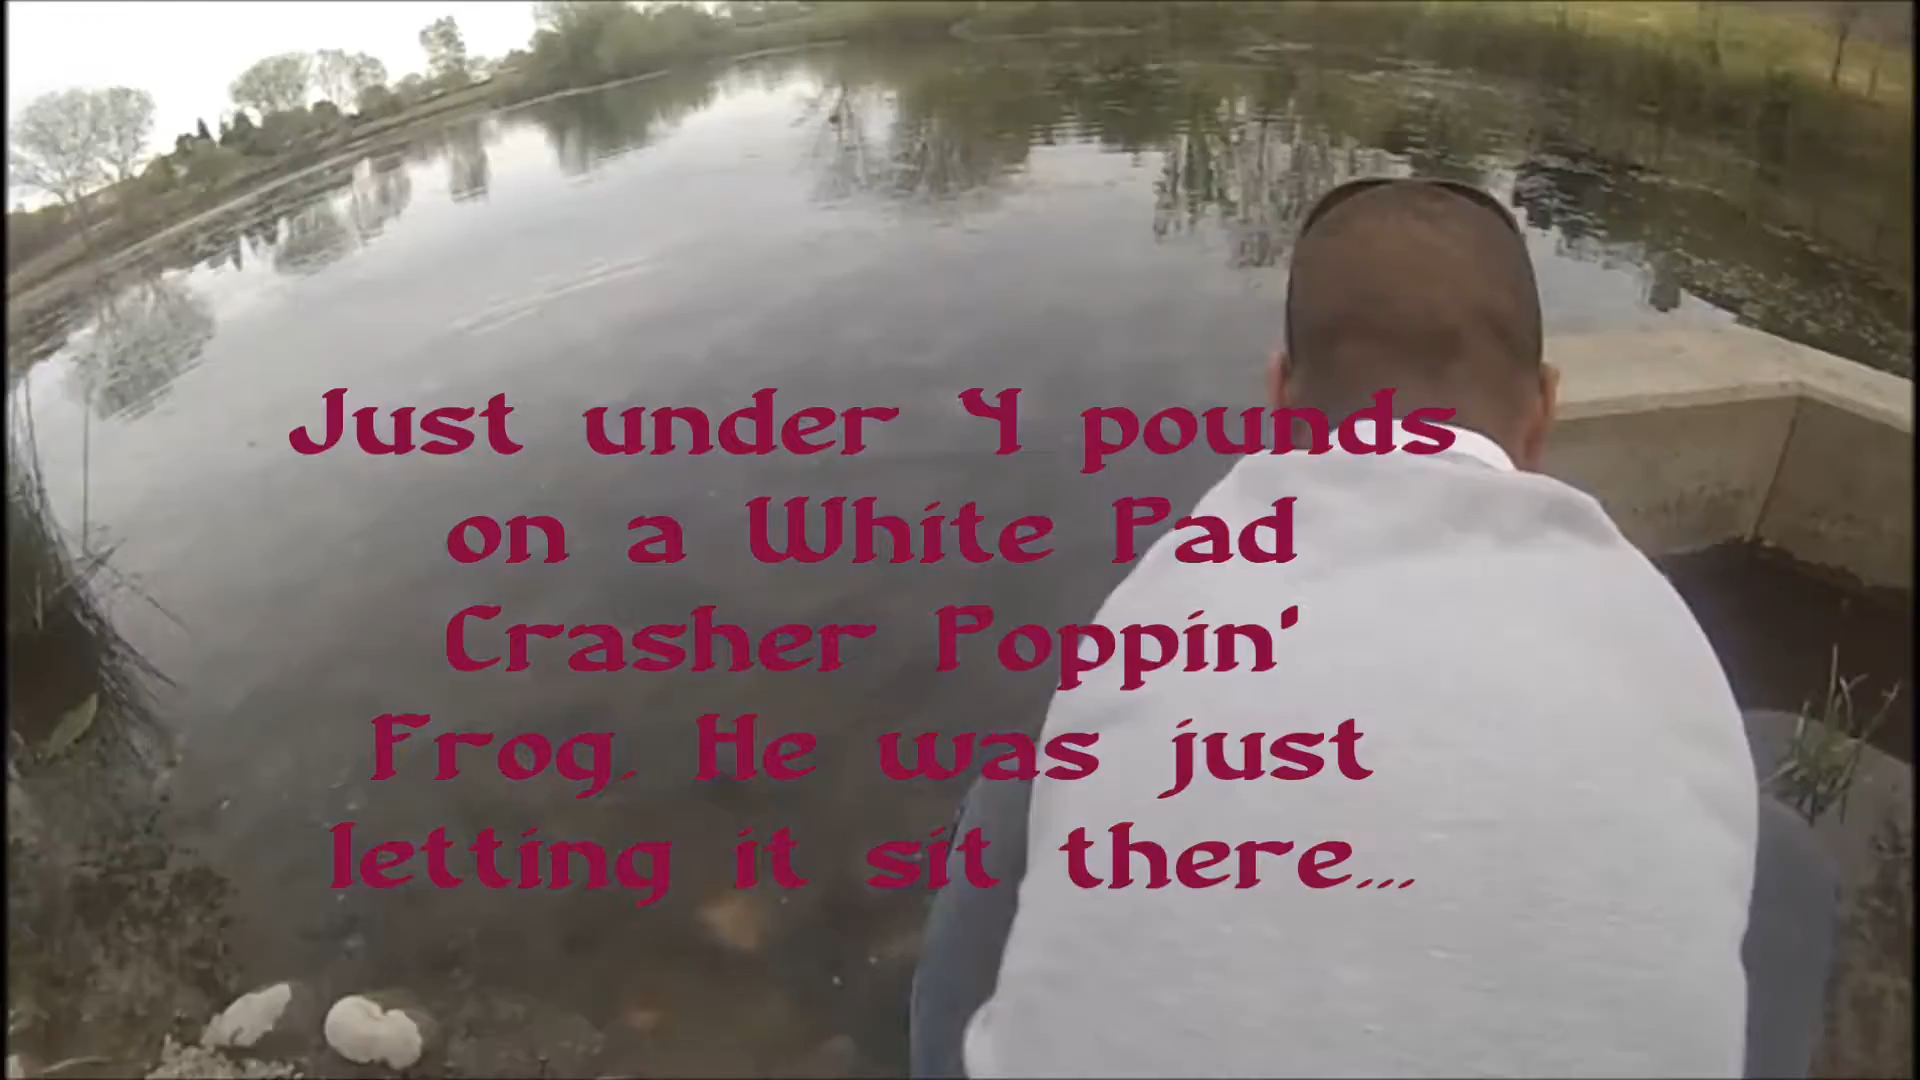 Just under 4 pounds
on a White Pad
Crasher Poppin'
Frog. He was just
letting it sit there...